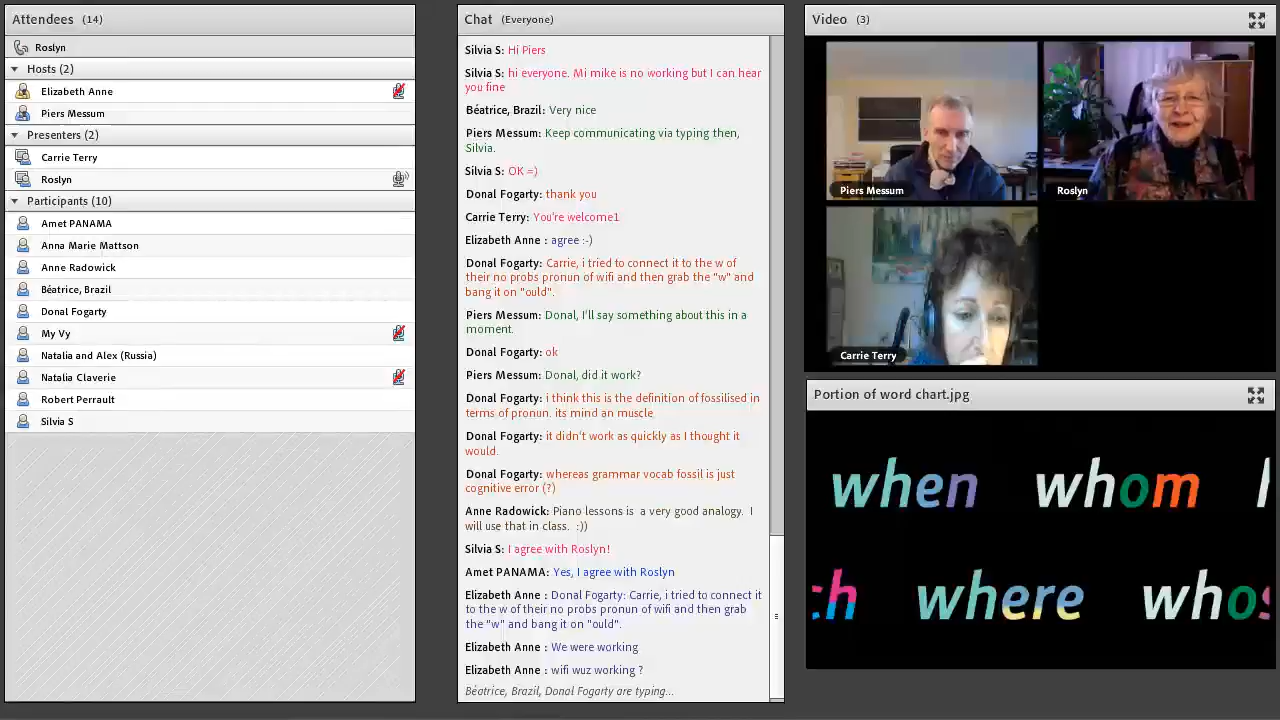 Attendees (14)
Roslyn
Hosts (2)
Elizabeth Anne
Piers Messum
Presenters (2)
Carrie Terry
Roslyn
Participants (10)
Amet PANAMA
Anna Marie Mattson
Anne Radowick
Béatrice, Brazil
Donal Fogarty
My Vy
Natalia and Alex (Russia)
Natalia Claverie
Robert Perrault
Silvia S
Chat (Everyone)
Silvia S: Hi Piers
Silvia S: hi everyone. Mi mike is no working but I can hear
you fine
Béatrice, Brazil: Very nice
Piers Messum: Keep communicating via typing then,
Silvia.
Silvia S: OK =)
Donal Fogarty: thank you
Carrie Terry: You're welcome1
Elizabeth Anne : agree :-)
Donal Fogarty: Carrie, i tried to connect it to the w of
their no probs pronun of wifi and then grab the "w" and
bang it on "ould".
Piers Messum: Donal, I'll say something about this in a
moment.
Donal Fogarty: ok
Piers Messum: Donal, did it work?
Donal Fogarty: i think this is the definition of fossilised in
terms of pronun. its mind an muscle.
Donal Fogarty: it didn't work as quickly as I thought it
would.
Donal Fogarty: whereas grammar vocab fossil is just
cognitive error (?)
Anne Radowick: Piano lessons is a very good analogy. I
will use that in class. :))
Silvia S: I agree with Roslyn!
Amet PANAMA: Yes, I agree with Roslyn
Elizabeth Anne : Donal Fogarty: Carrie, i tried to connect it
to the w of their no probs pronun of wifi and then grab
the "w" and bang it on "ould".
Elizabeth Anne : We were working
Elizabeth Anne : wifi wuz working ?
Béatrice, Brazil, Donal Fogarty are typing...
Video (3)
Piers Messum
Roslyn
Carrie Terry
Portion of word chart.jpg
when whom
ch where whos